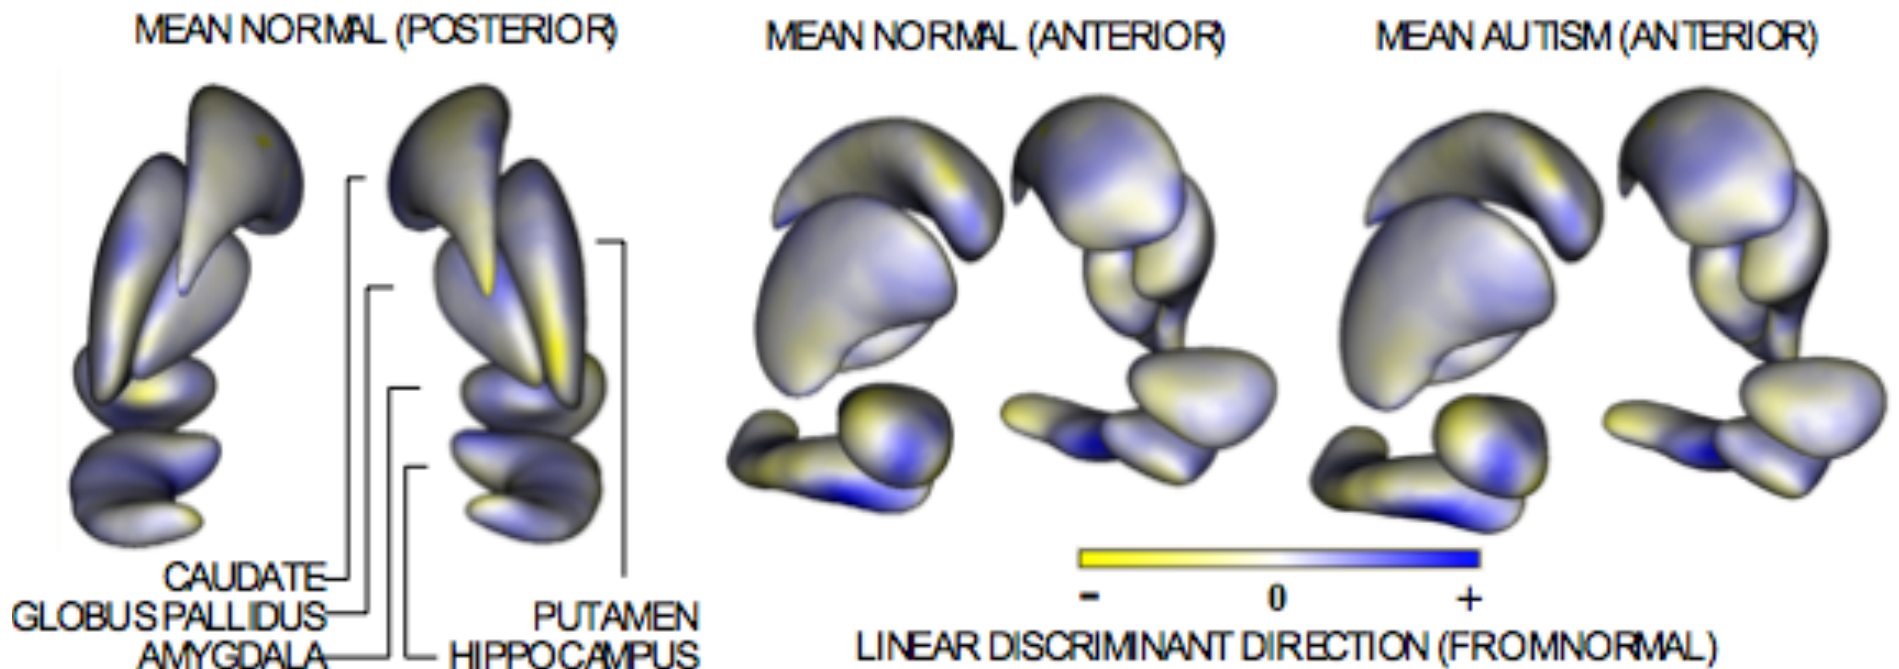 MEAN NORMAL (POSTERIOR)
MEAN NORMAL (ANTERIOR)
MEAN AUTISM (ANTERIOR)
CAUDATE
GLOBUS PALLIDUS
AMYGDALA
PUTAMEN
HIPPOCAMPUS
- 0 +
LINEAR DISCRIMINANT DIRECTION (FROMNORMAL)